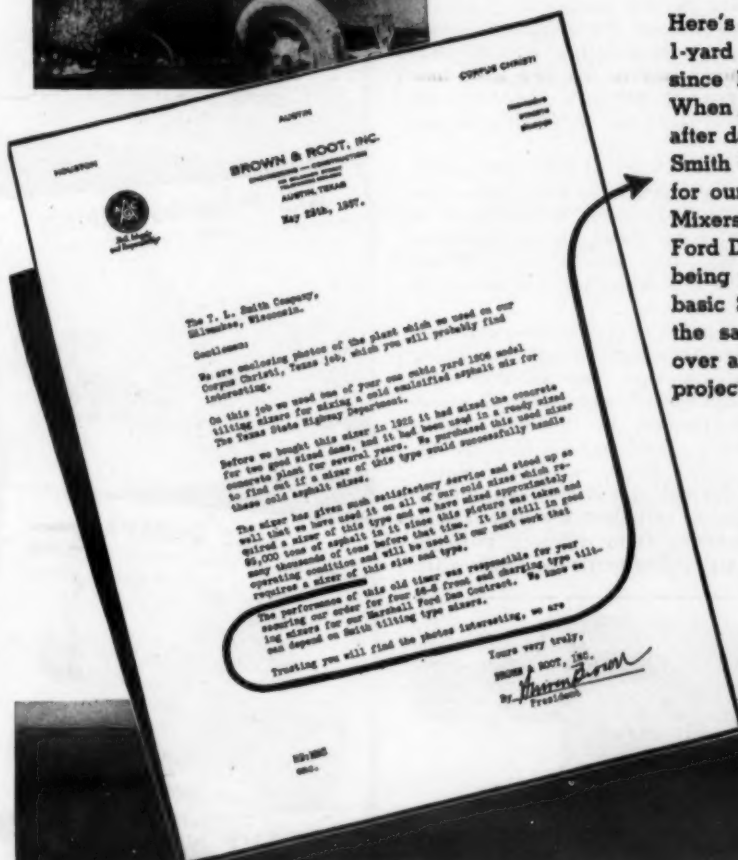 HOUSTON
AUSTIN
CORPUS CHRISTI
BROWN & ROOT, INC.
ENGINEERING — CONSTRUCTION
AUSTIN, TEXAS
May 28th, 1937.
The T. L. Smith Company,
Milwaukee, Wisconsin.
Gentlemen:
We are enclosing photos of the plant which we used on our
Corpus Christi, Texas job, which you will probably find
interesting.
On this job we used one of your one cubic yard 1906 model
tilting mixers for mixing a cold emulsified asphalt mix for
The Texas State Highway Department.
Before we bought this mixer in 1925 it had mixed the concrete
for two good sized dams, and it had been used in a ready mixed
concrete plant for several years. We purchased this used mixer
to find out if a mixer of this type would successfully handle
these cold asphalt mixes.
The mixer has given such satisfactory service and stood up so
well that we have used it on all of our cold mixes which re-
quired a mixer of this type and we have mixed approximately
95,000 tons of asphalt in it since this picture was taken and
many thousands of tons before that time. It is still in good
operating condition and will be used in our next work that
requires a mixer of this size and type.
The performance of this old timer was responsible for your
securing our order for four 56-S front end charging type tilt-
ing mixers for our Marshall Ford Dam Contract. We know we
can depend on Smith tilting type mixers.
Trusting you will find the photos interesting, we are
Yours very truly,
BROWN & ROOT, INC.
By Herman Brown
President
enc.
Here's
1-yard
since
When
after d
Smith
for our
Mixers
Ford D
being
basic
the sa
over a
projec